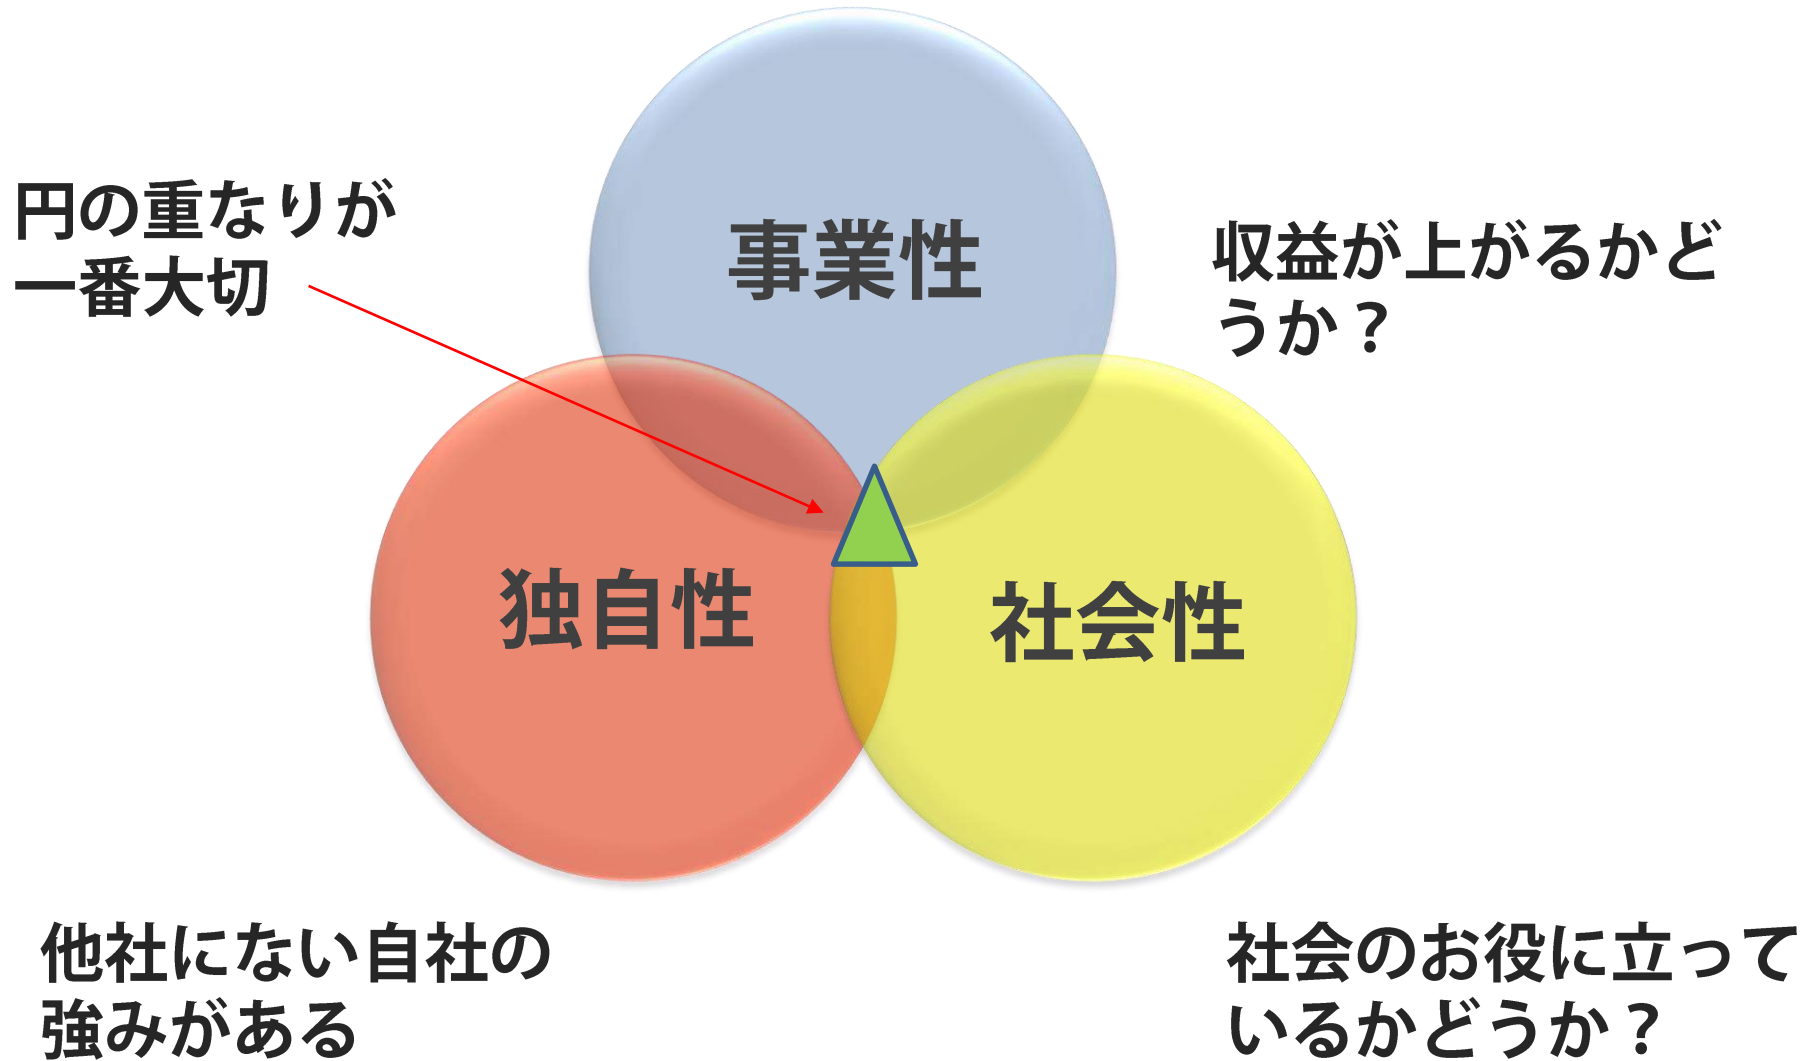 事業性
円の重なりが
一番大切
収益が上がるかど
うか？
独自性
社会性
他社にない自社の
強みがある
社会のお役に立って
いるかどうか？